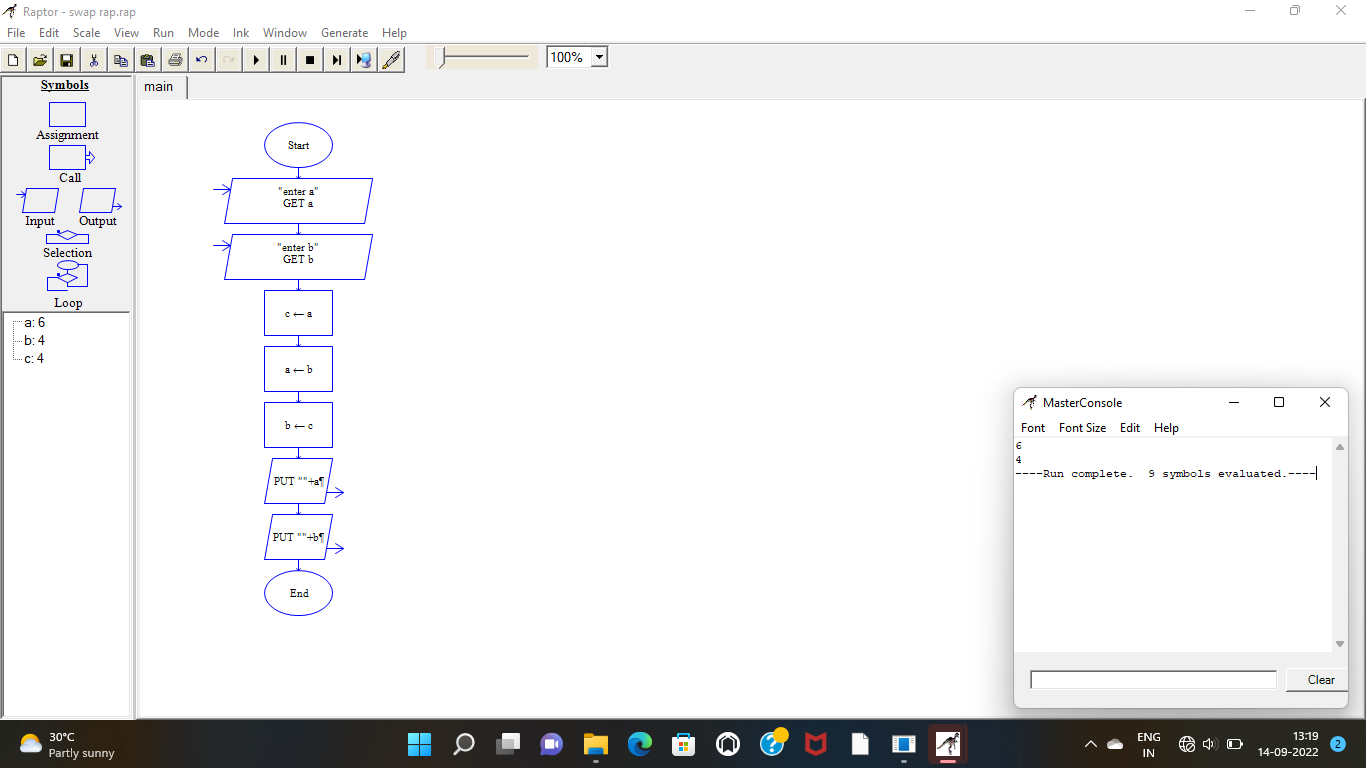 Raptor - swap rap.rap
File Edit Scale View Run Mode Ink Window Generate Help
100%
Symbols
main
Assignment
Call
Input Output
Selection
Loop
a: 6
b: 4
c: 4
Start
"enter a"
GET a
"enter b"
GET b
c ← a
a ← b
b ← c
PUT ""+a¶
PUT ""+b¶
End
MasterConsole
Font Font Size Edit Help
6
4
----Run complete.  9 symbols evaluated.----
Clear
30°C
Partly sunny
ENG
IN
13:19
14-09-2022
2